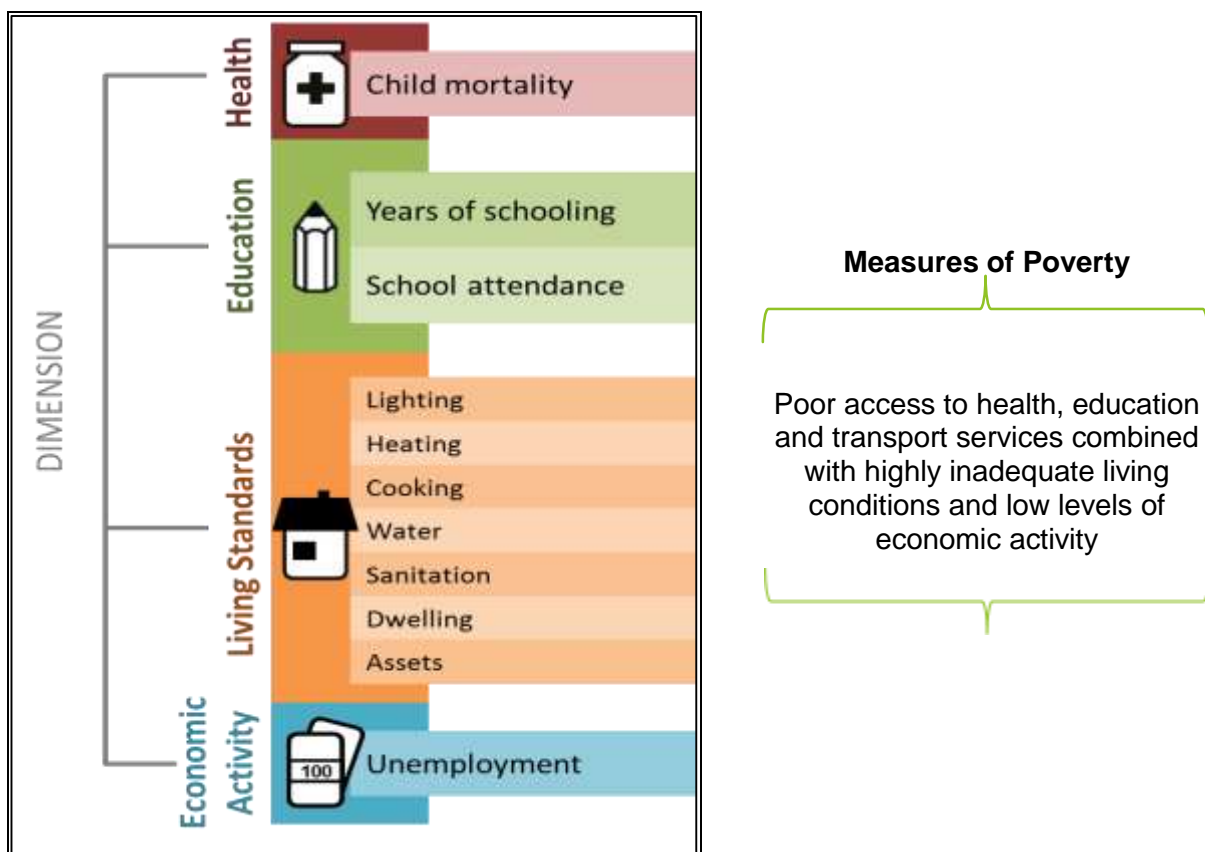 DIMENSION
Health
Child mortality
Education
Years of schooling
School attendance
Living Standards
Lighting
Heating
Cooking
Water
Sanitation
Dwelling
Assets
Economic
Activity
100
Unemployment
Measures of Poverty
Poor access to health, education
and transport services combined
with highly inadequate living
conditions and low levels of
economic activity